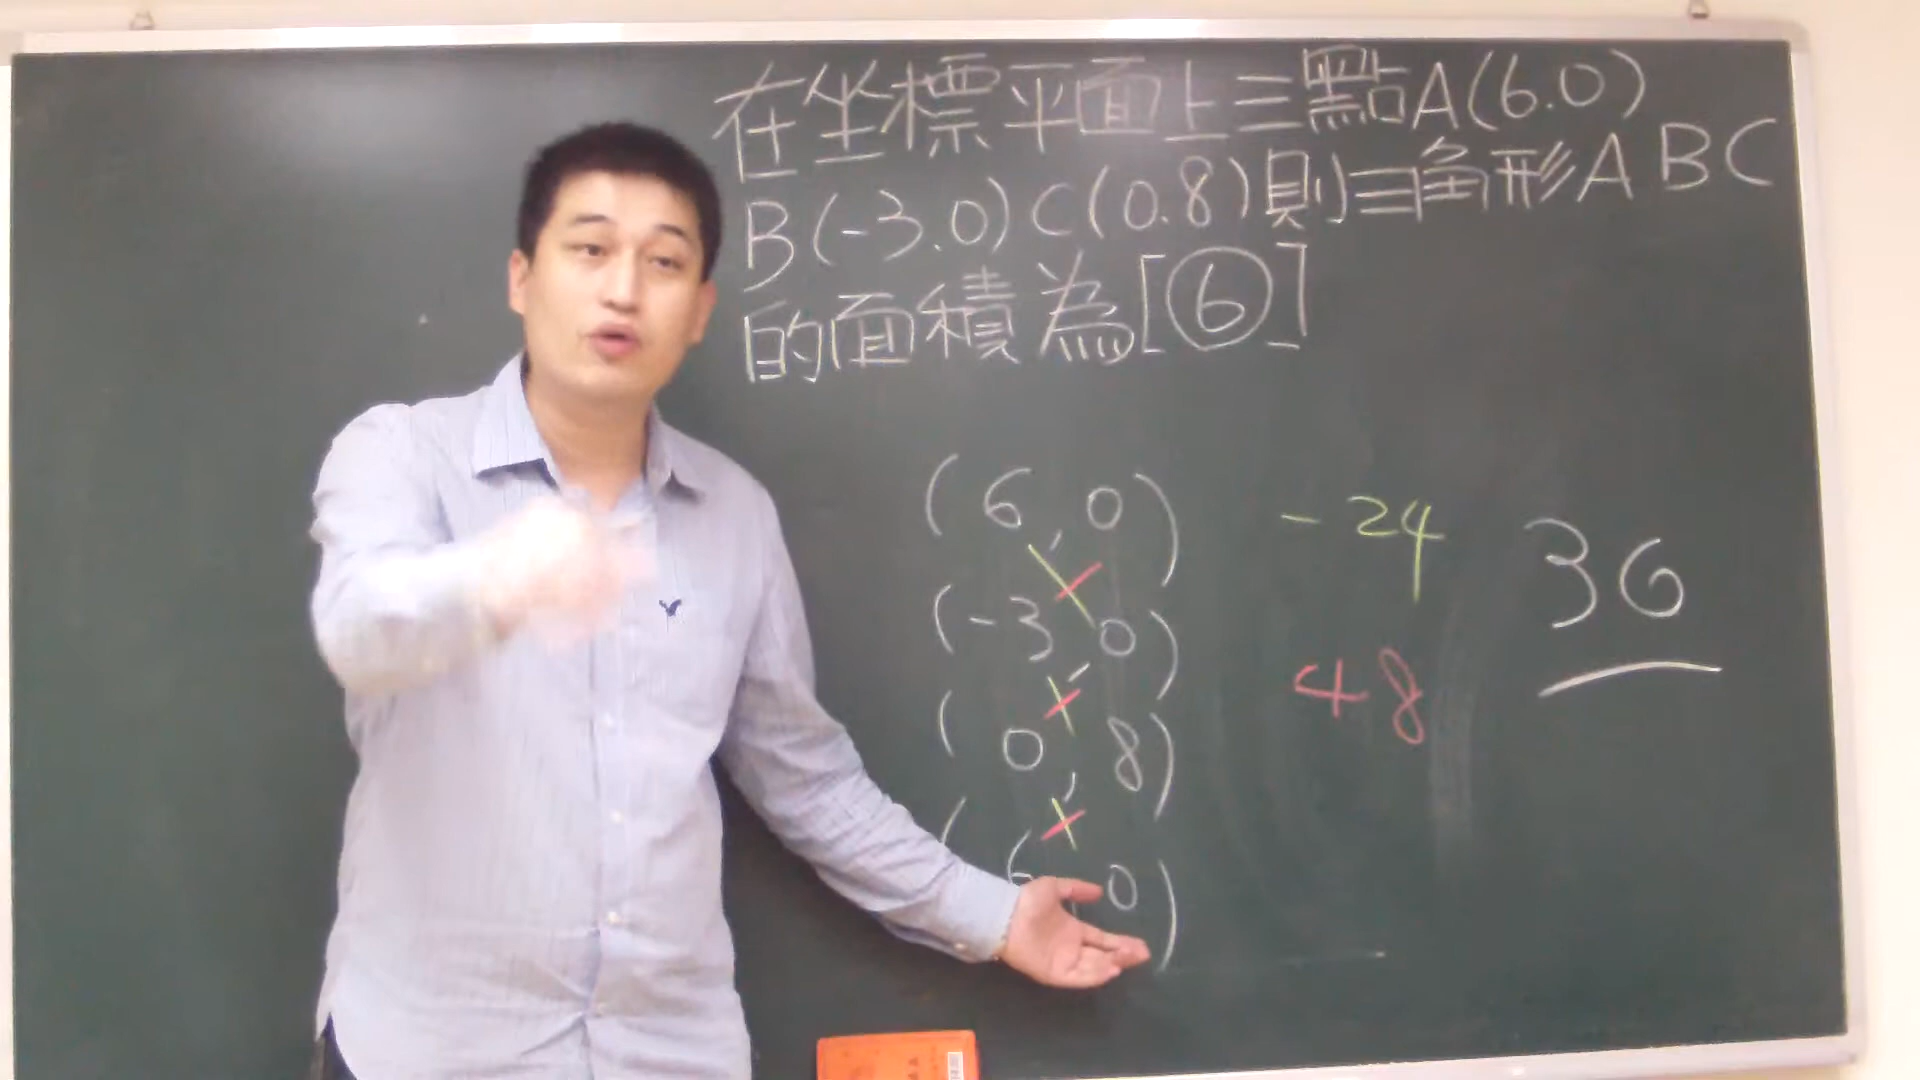 在坐標平面上三點A(6.0)
B(-3.0)C(0.8)則三角形ABC
的面積為[⑥]
(6,0)
(-3,0)
(0,8)
(6,0)
-24
48
36